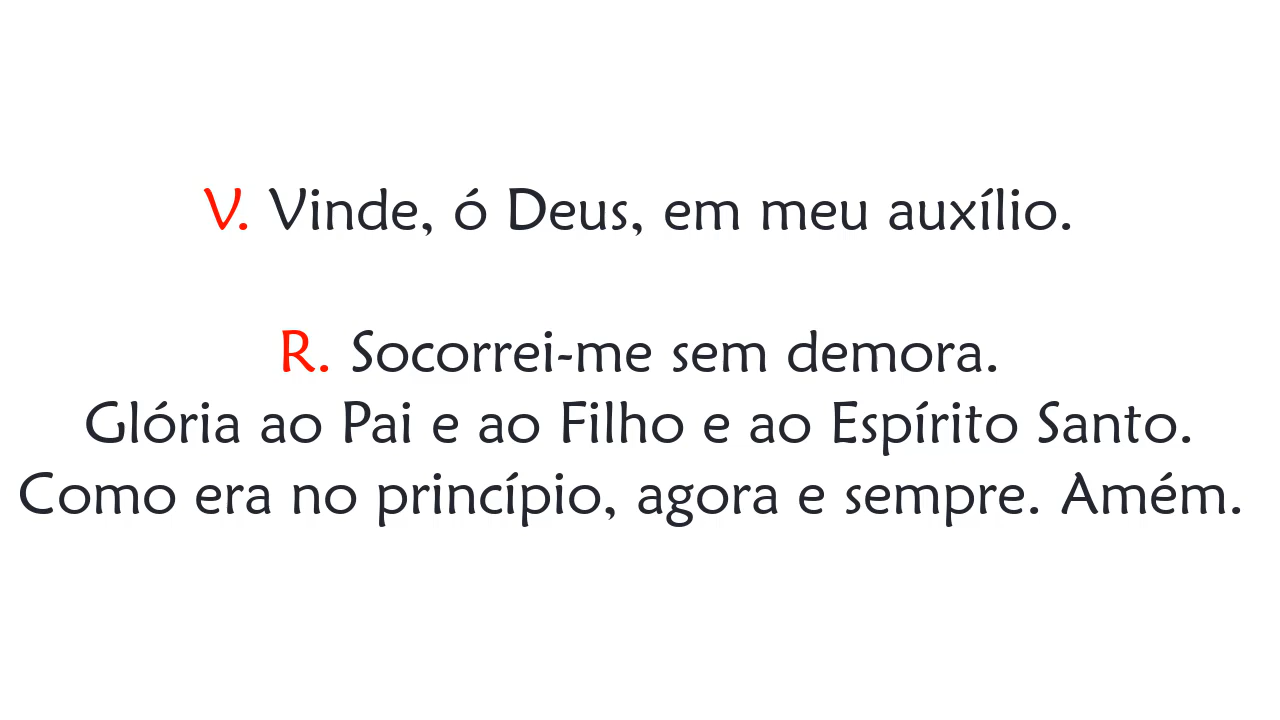 V. Vinde, ó Deus, em meu auxílio.
R. Socorrei-me sem demora.
Glória ao Pai e ao Filho e ao Espírito Santo.
Como era no princípio, agora e sempre. Amém.